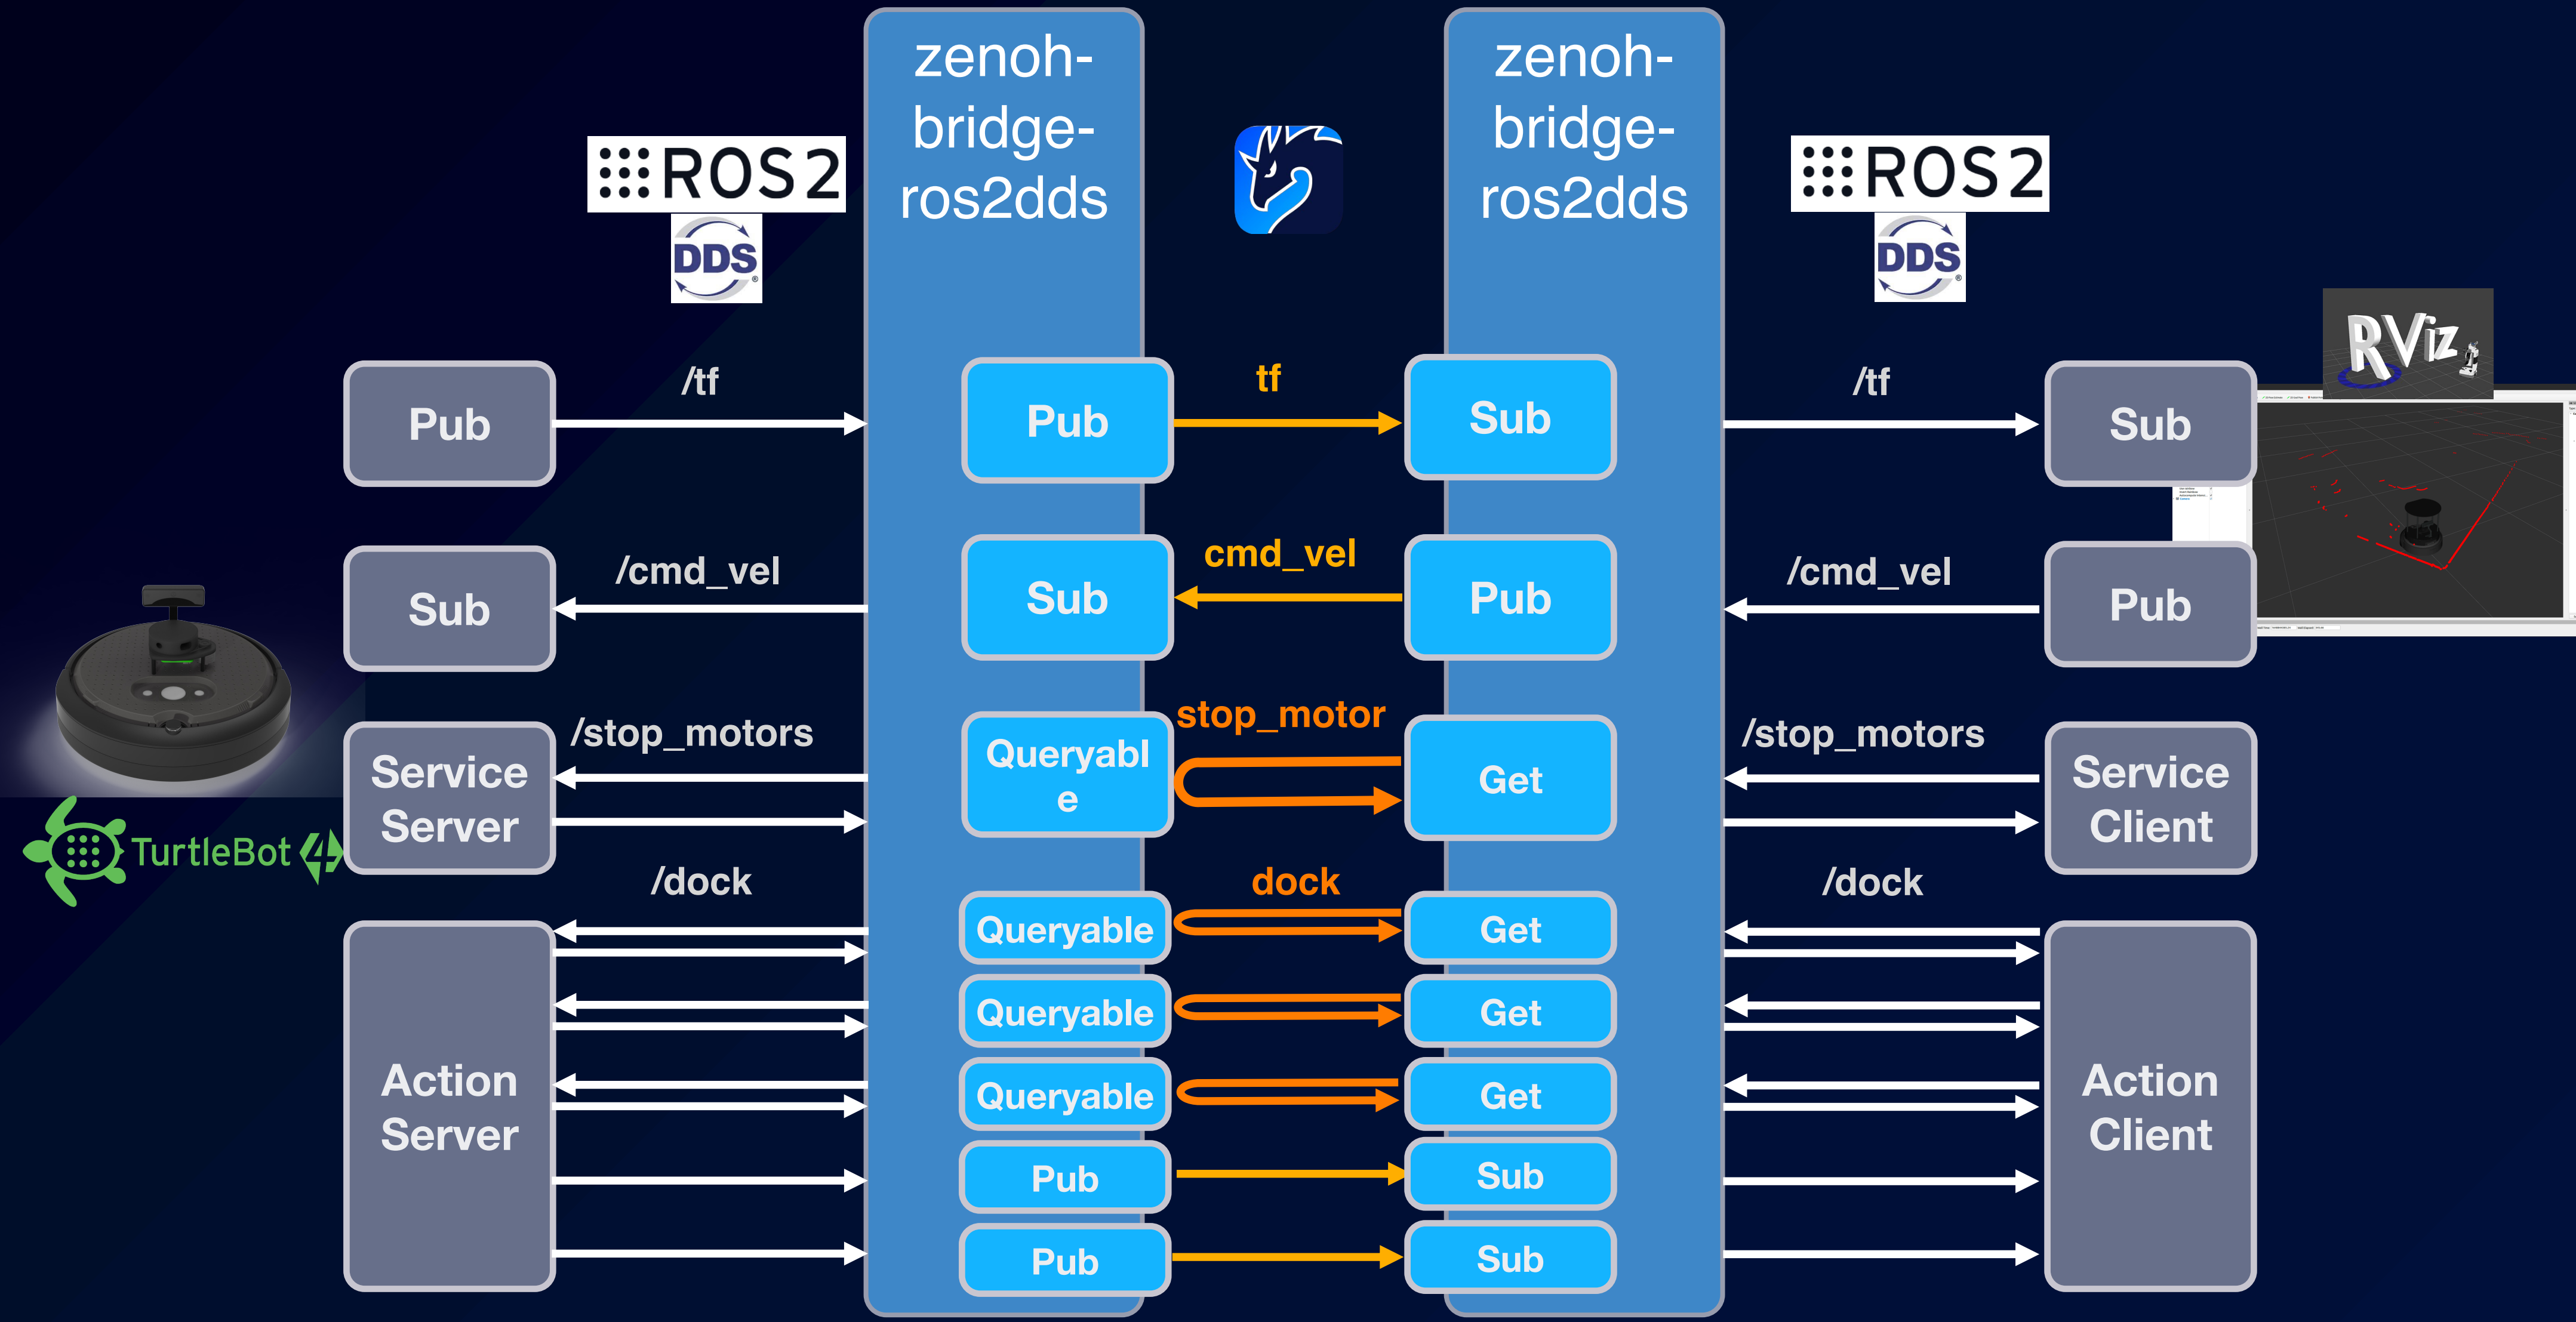 zenoh-
bridge-
ros2dds
zenoh-
bridge-
ros2dds
ROS2
DDS
ROS2
DDS
RViz
Pub
/tf
Pub
tf
Sub
/tf
Sub
Sub
/cmd_vel
Sub
cmd_vel
Pub
/cmd_vel
Pub
Service
Server
/stop_motors
Queryabl
e
stop_motor
Get
/stop_motors
Service
Client
TurtleBot 4
/dock
dock
/dock
Action
Server
Queryable
Get
Queryable
Get
Queryable
Get
Pub
Sub
Pub
Sub
Action
Client